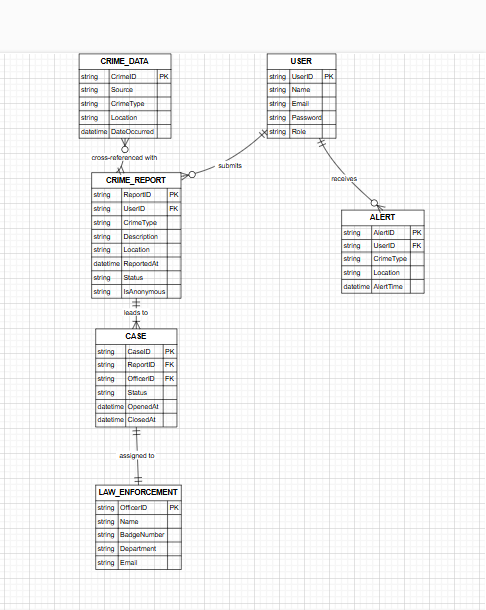 CRIME_DATA
string CrimeID PK
string Source
string CrimeType
string Location
datetime DateOccurred
USER
string UserID PK
string Name
string Email
string Password
string Role
cross-referenced with
submits
receives
CRIME_REPORT
string ReportID PK
string UserID FK
string CrimeType
string Description
string Location
datetime ReportedAt
string Status
string IsAnonymous
ALERT
string AlertID PK
string UserID FK
string CrimeType
string Location
datetime AlertTime
leads to
CASE
string CaseID PK
string ReportID FK
string OfficerID FK
string Status
datetime OpenedAt
datetime ClosedAt
assigned to
LAW_ENFORCEMENT
string OfficerID PK
string Name
string BadgeNumber
string Department
string Email